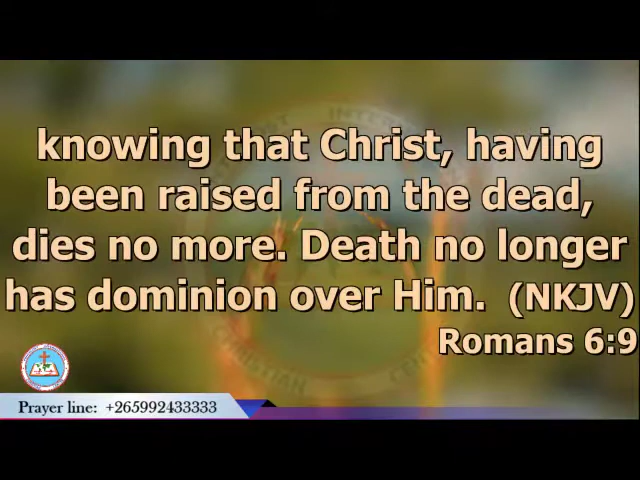 knowing that Christ, having
been raised from the dead,
dies no more. Death no longer
has dominion over Him. (NKJV)
Romans 6:9
Prayer line: +265992433333